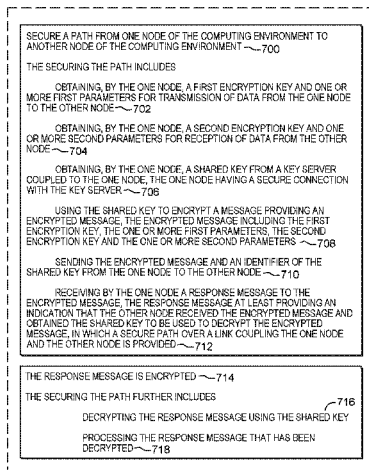 SECURE A PATH FROM ONE NODE OF THE COMPUTING ENVIRONMENT TO
ANOTHER NODE OF THE COMPUTING ENVIRONMENT 700
THE SECURING THE PATH INCLUDES
OBTAINING, BY THE ONE NODE, A FIRST ENCRYPTION KEY AND ONE OR
MORE FIRST PARAMETERS FOR TRANSMISSION OF DATA FROM THE ONE NODE
TO THE OTHER NODE 702
OBTAINING, BY THE ONE NODE, A SECOND ENCRYPTION KEY AND ONE
OR MORE SECOND PARAMETERS FOR RECEPTION OF DATA FROM THE OTHER
NODE 704
OBTAINING, BY THE ONE NODE, A SHARED KEY FROM A KEY SERVER
COUPLED TO THE ONE NODE, THE ONE NODE HAVING A SECURE CONNECTION
WITH THE KEY SERVER 706
USING THE SHARED KEY TO ENCRYPT A MESSAGE PROVIDING AN
ENCRYPTED MESSAGE, THE ENCRYPTED MESSAGE INCLUDING THE FIRST
ENCRYPTION KEY, THE ONE OR MORE FIRST PARAMETERS, THE SECOND
ENCRYPTION KEY AND THE ONE OR MORE SECOND PARAMETERS 708
SENDING THE ENCRYPTED MESSAGE AND AN IDENTIFIER OF THE
SHARED KEY FROM THE ONE NODE TO THE OTHER NODE 710
RECEIVING BY THE ONE NODE A RESPONSE MESSAGE TO THE
ENCRYPTED MESSAGE, THE RESPONSE MESSAGE AT LEAST PROVIDING AN
INDICATION THAT THE OTHER NODE RECEIVED THE ENCRYPTED MESSAGE AND
OBTAINED THE SHARED KEY TO BE USED TO DECRYPT THE ENCRYPTED
MESSAGE, IN WHICH A SECURE PATH OVER A LINK COUPLING THE ONE NODE
AND THE OTHER NODE IS PROVIDED 712
THE RESPONSE MESSAGE IS ENCRYPTED 714
THE SECURING THE PATH FURTHER INCLUDES 716
DECRYPTING THE RESPONSE MESSAGE USING THE SHARED KEY
PROCESSING THE RESPONSE MESSAGE THAT HAS BEEN
DECRYPTED 718